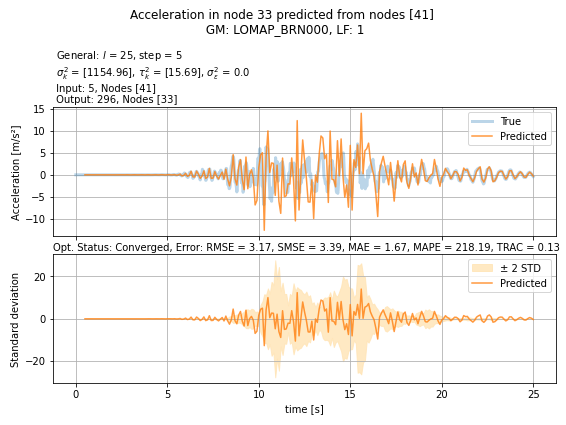 Acceleration in node 33 predicted from nodes [41]
GM: LOMAP_BRN000, LF: 1
General: l = 25, step = 5
σ²ₖ = [1154.96], τ²ₖ = [15.69], σ²ε = 0.0
Input: 5, Nodes [41]
Output: 296, Nodes [33]
15
10
5
0
−5
−10
Acceleration [m/s²]
True
Predicted
Opt. Status: Converged, Error: RMSE = 3.17, SMSE = 3.39, MAE = 1.67, MAPE = 218.19, TRAC = 0.13
20
0
−20
Standard deviation
± 2 STD
Predicted
0 5 10 15 20 25
time [s]